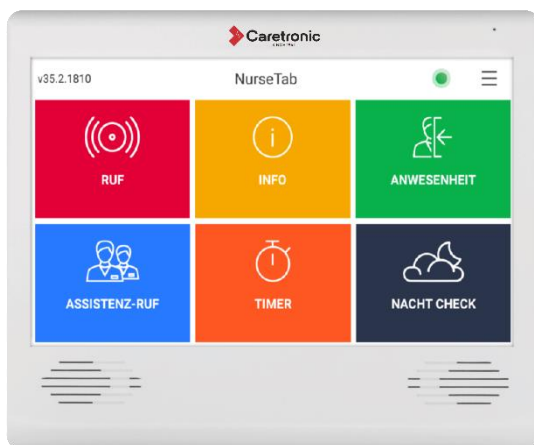 Caretronic
v35.2.1810
NurseTab
RUF
INFO
ANWESENHEIT
ASSISTENZ-RUF
TIMER
NACHT CHECK